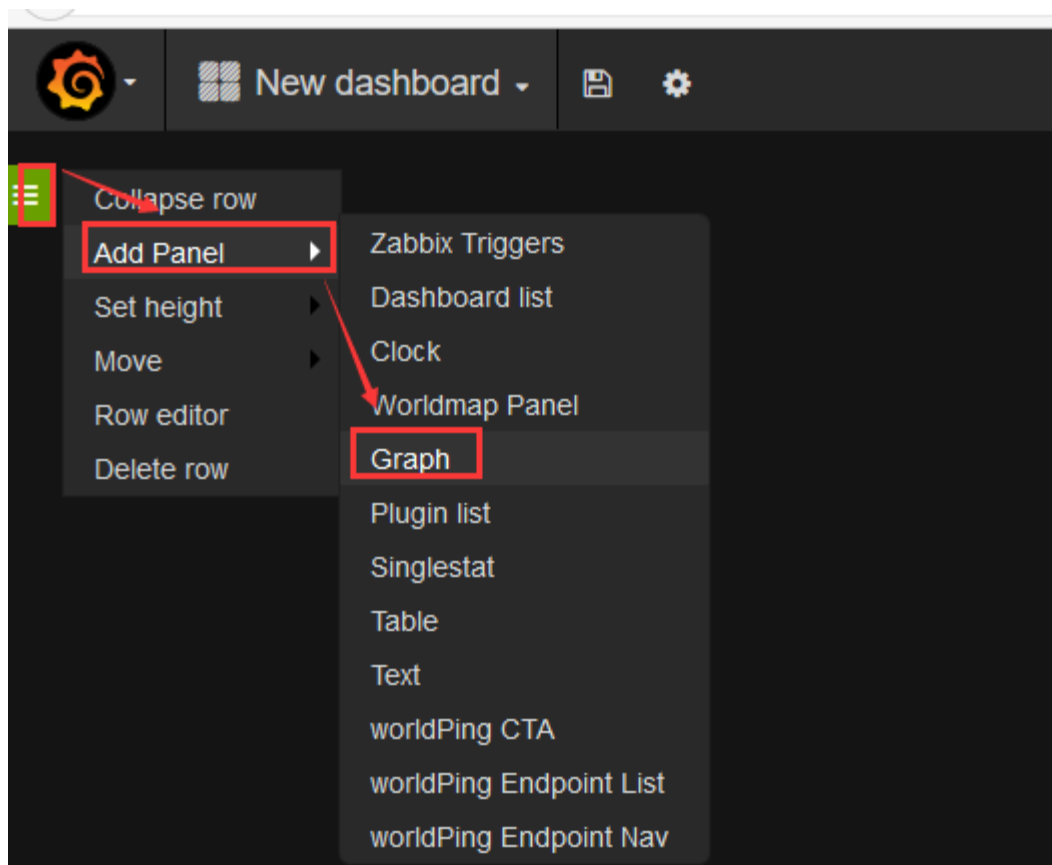 New dashboard
Collapse row
Add Panel
Set height
Move
Row editor
Delete row
Zabbix Triggers
Dashboard list
Clock
Worldmap Panel
Graph
Plugin list
Singlestat
Table
Text
worldPing CTA
worldPing Endpoint List
worldPing Endpoint Nav